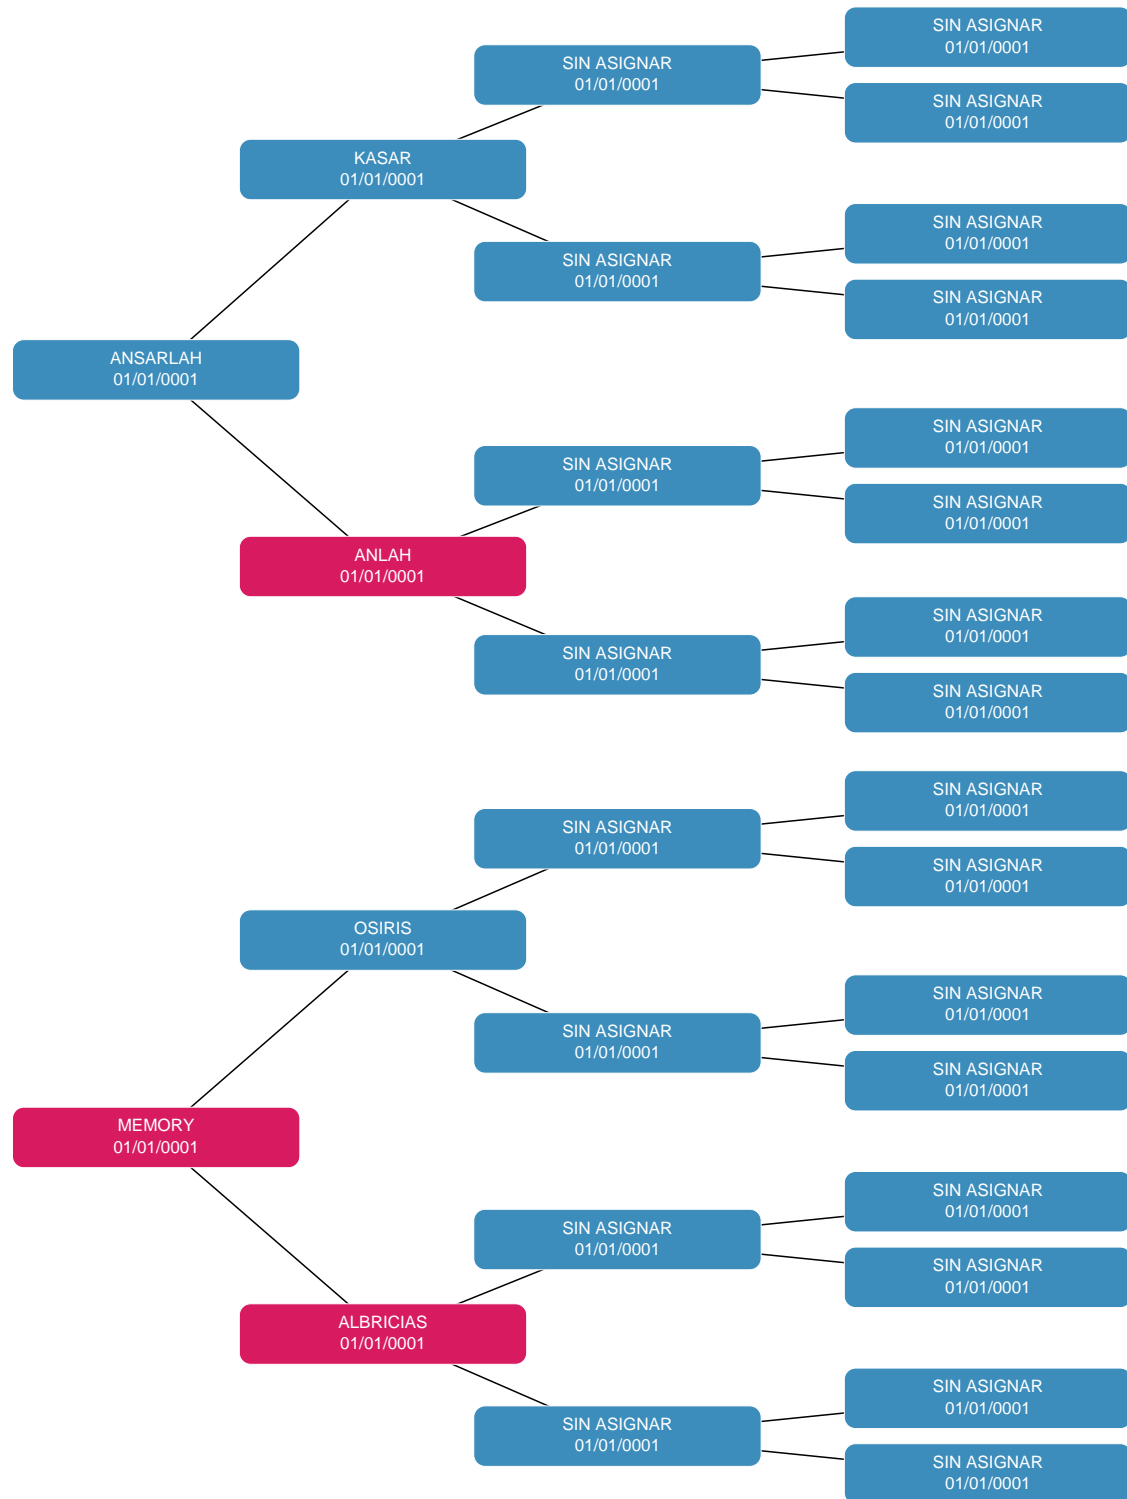 SIN ASIGNAR
01/01/0001
SIN ASIGNAR
01/01/0001
SIN ASIGNAR
01/01/0001
KASAR
01/01/0001
SIN ASIGNAR
01/01/0001
SIN ASIGNAR
01/01/0001
SIN ASIGNAR
01/01/0001
ANSARLAH
01/01/0001
SIN ASIGNAR
01/01/0001
SIN ASIGNAR
01/01/0001
SIN ASIGNAR
01/01/0001
ANLAH
01/01/0001
SIN ASIGNAR
01/01/0001
SIN ASIGNAR
01/01/0001
SIN ASIGNAR
01/01/0001
SIN ASIGNAR
01/01/0001
SIN ASIGNAR
01/01/0001
SIN ASIGNAR
01/01/0001
OSIRIS
01/01/0001
SIN ASIGNAR
01/01/0001
SIN ASIGNAR
01/01/0001
SIN ASIGNAR
01/01/0001
MEMORY
01/01/0001
SIN ASIGNAR
01/01/0001
SIN ASIGNAR
01/01/0001
SIN ASIGNAR
01/01/0001
ALBRICIAS
01/01/0001
SIN ASIGNAR
01/01/0001
SIN ASIGNAR
01/01/0001
SIN ASIGNAR
01/01/0001